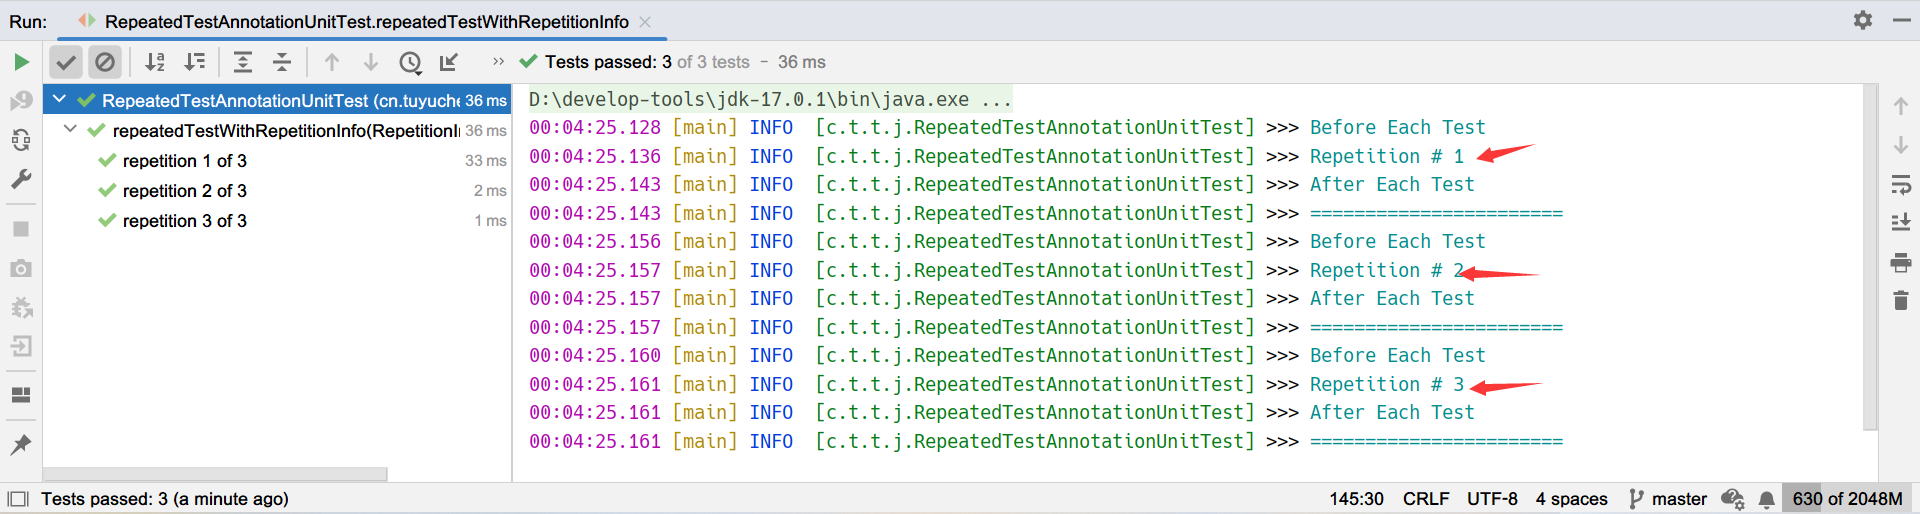 Run: RepeatedTestAnnotationUnitTest.repeatedTestWithRepetitionInfo
Tests passed: 3 of 3 tests – 36 ms
RepeatedTestAnnotationUnitTest (cn.tuyuche 36 ms
repeatedTestWithRepetitionInfo(RepetitionI 36 ms
repetition 1 of 3 33 ms
repetition 2 of 3 2 ms
repetition 3 of 3 1 ms
D:\develop-tools\jdk-17.0.1\bin\java.exe ...
00:04:25.128 [main] INFO  [c.t.t.j.RepeatedTestAnnotationUnitTest] >>> Before Each Test
00:04:25.136 [main] INFO  [c.t.t.j.RepeatedTestAnnotationUnitTest] >>> Repetition # 1
00:04:25.143 [main] INFO  [c.t.t.j.RepeatedTestAnnotationUnitTest] >>> After Each Test
00:04:25.143 [main] INFO  [c.t.t.j.RepeatedTestAnnotationUnitTest] >>> =======================
00:04:25.156 [main] INFO  [c.t.t.j.RepeatedTestAnnotationUnitTest] >>> Before Each Test
00:04:25.157 [main] INFO  [c.t.t.j.RepeatedTestAnnotationUnitTest] >>> Repetition # 2
00:04:25.157 [main] INFO  [c.t.t.j.RepeatedTestAnnotationUnitTest] >>> After Each Test
00:04:25.157 [main] INFO  [c.t.t.j.RepeatedTestAnnotationUnitTest] >>> =======================
00:04:25.160 [main] INFO  [c.t.t.j.RepeatedTestAnnotationUnitTest] >>> Before Each Test
00:04:25.161 [main] INFO  [c.t.t.j.RepeatedTestAnnotationUnitTest] >>> Repetition # 3
00:04:25.161 [main] INFO  [c.t.t.j.RepeatedTestAnnotationUnitTest] >>> After Each Test
00:04:25.161 [main] INFO  [c.t.t.j.RepeatedTestAnnotationUnitTest] >>> =======================
Tests passed: 3 (a minute ago) 145:30 CRLF UTF-8 4 spaces master 630 of 2048M